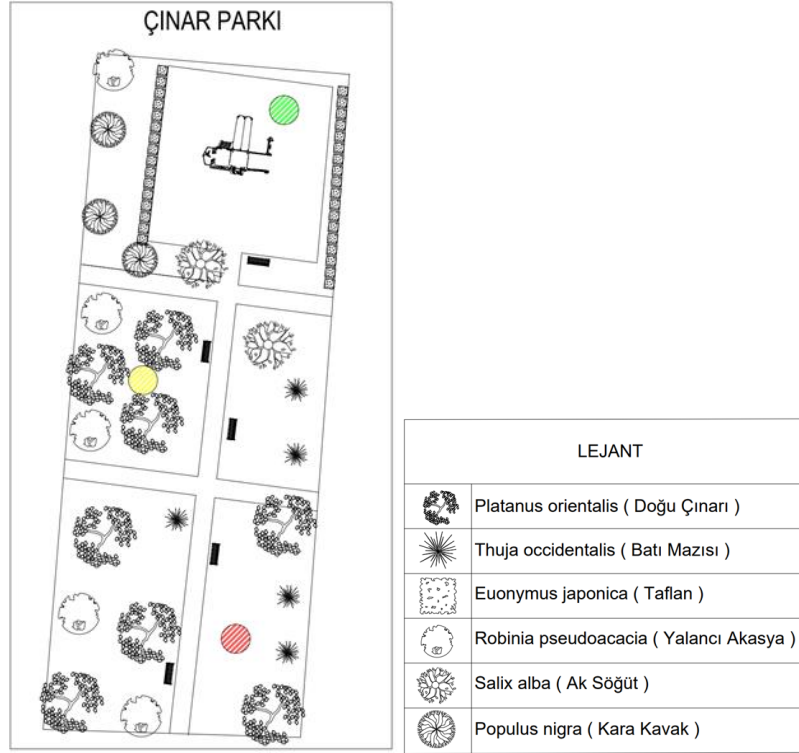 ÇINAR PARKI
LEJANT
Platanus orientalis ( Doğu Çınarı )
Thuja occidentalis ( Batı Mazısı )
Euonymus japonica ( Taflan )
Robinia pseudoacacia ( Yalancı Akasya )
Salix alba ( Ak Söğüt )
Populus nigra ( Kara Kavak )